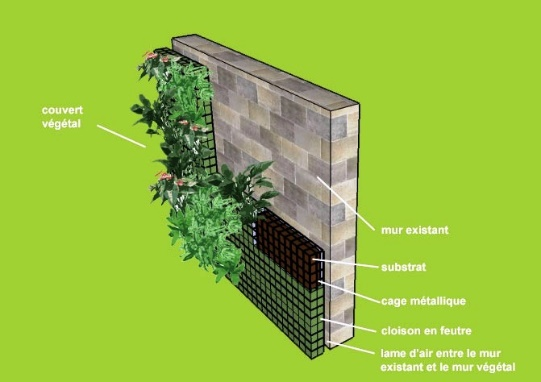 couvert
végétal
mur existant
substrat
cage métallique
cloison en feutre
lame d'air entre le mur
existant et le mur végétal